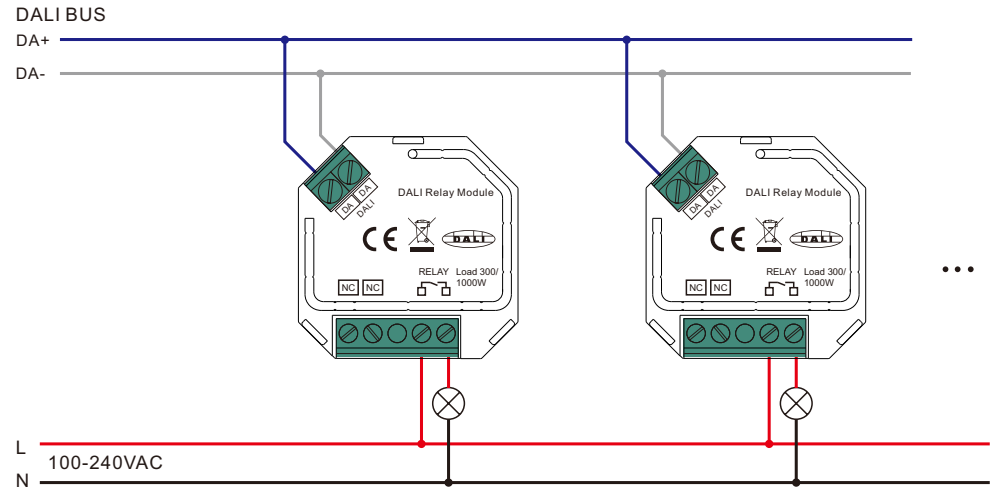 DALI BUS
DA+
DA-
DA DA
DALI
DALI Relay Module
CE
DALI
NC NC
RELAY
Load 300/
1000W
DA DA
DALI
DALI Relay Module
CE
DALI
NC NC
RELAY
Load 300/
1000W
...
L
100-240VAC
N